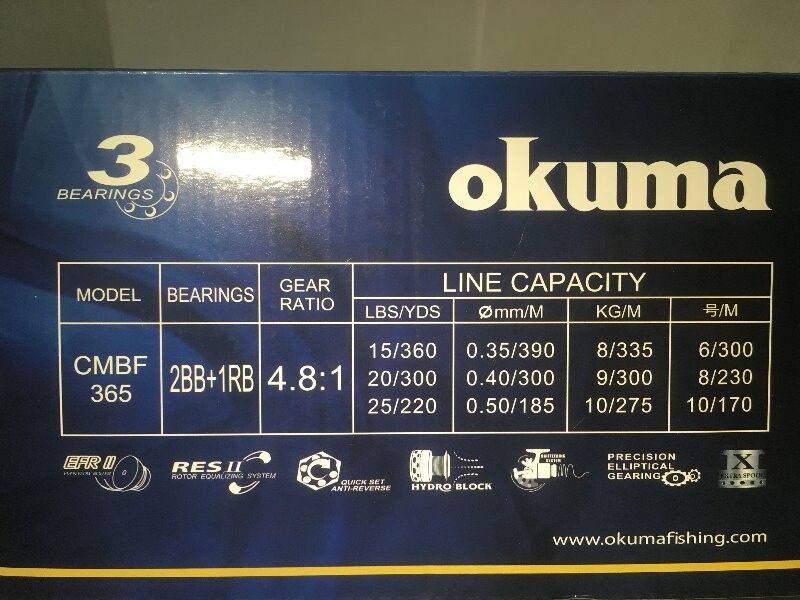 3
BEARINGS
okuma
MODEL BEARINGS GEAR RATIO LINE CAPACITY
LBS/YDS Ømm/M KG/M 号/M
CMBF 365 2BB+1RB 4.8:1
15/360 0.35/390 8/335 6/300
20/300 0.40/300 9/300 8/230
25/220 0.50/185 10/275 10/170
EFR II
RES II
ROTOR EQUALIZING SYSTEM
QUICK SET
ANTI-REVERSE
HYDRO BLOCK
PRECISION
ELLIPTICAL
GEARING
X
www.okumafishing.com